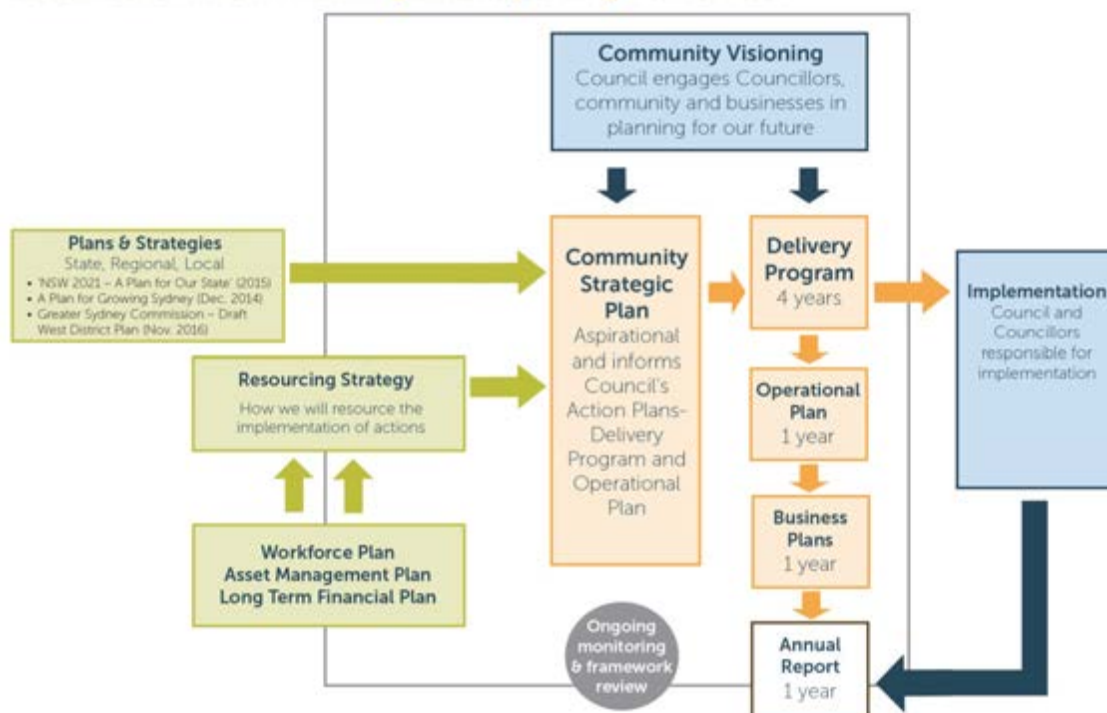 Community Visioning
Council engages Councillors,
community and businesses in
planning for our future
Plans & Strategies
State, Regional, Local
• 'NSW 2021 – A Plan for Our State' (2015)
• A Plan for Growing Sydney (Dec. 2014)
• Greater Sydney Commission – Draft
West District Plan (Nov. 2016)
Resourcing Strategy
How we will resource the
implementation of actions
Workforce Plan
Asset Management Plan
Long Term Financial Plan
Community
Strategic
Plan
Aspirational
and informs
Council's
Action Plans-
Delivery
Program and
Operational
Plan
Delivery
Program
4 years
Operational
Plan
1 year
Business
Plans
1 year
Annual
Report
1 year
Implementation
Council and
Councillors
responsible for
implementation
Ongoing
monitoring
& framework
review